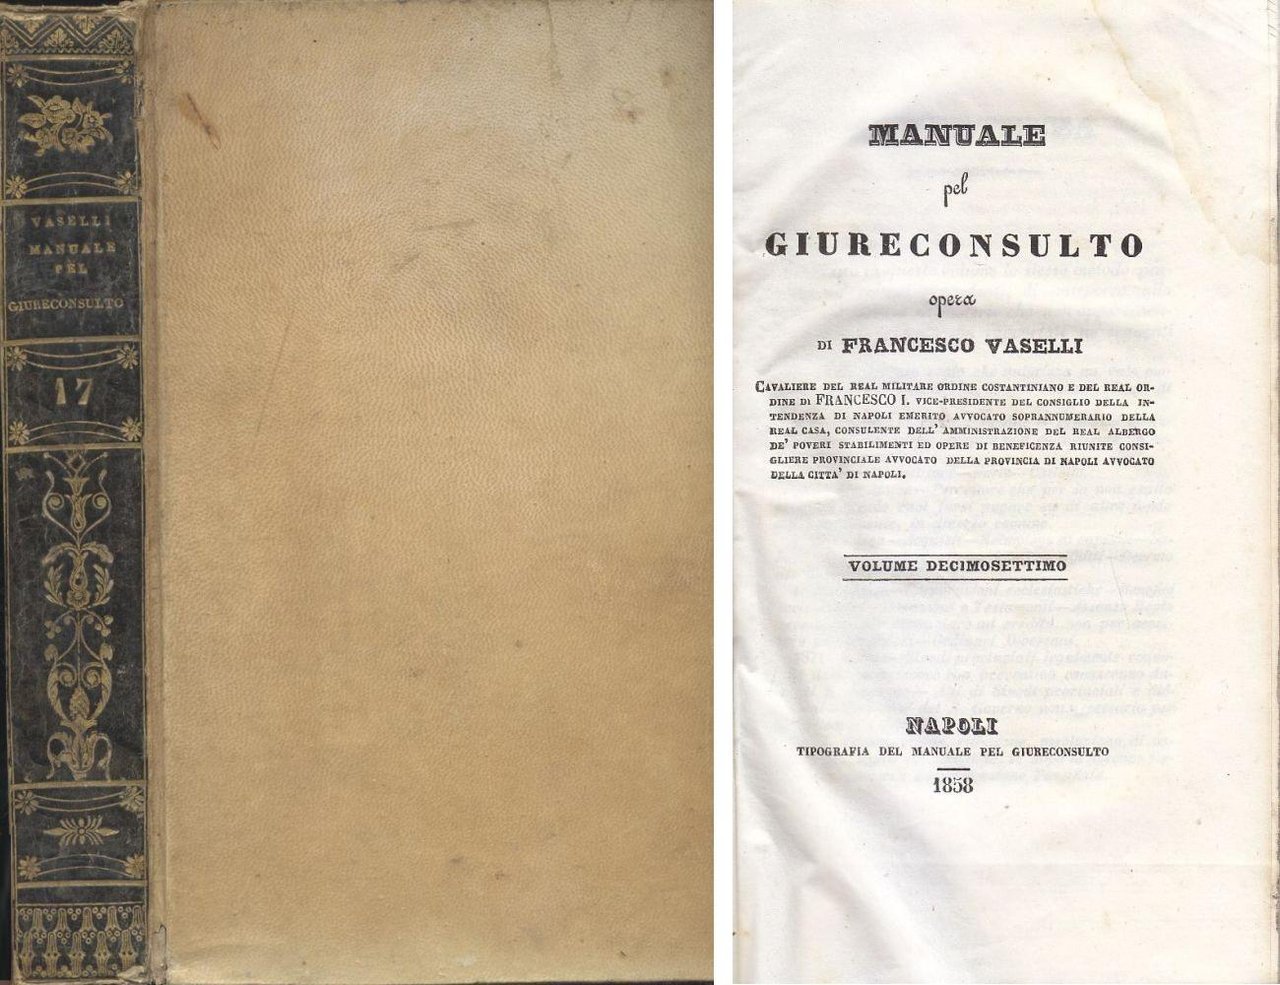 VASELLI
MANUALE
PEL
GIURECONSULTO
17
MANUALE
pel
GIURECONSULTO
opera
DI FRANCESCO VASELLI
CAVALIERE DEL REAL MILITARE ORDINE COSTANTINIANO E DEL REAL OR-
DINE DI FRANCESCO I. VICE-PRESIDENTE DEL CONSIGLIO DELLA IN-
TENDENZA DI NAPOLI EMERITO AVVOCATO SOPRANNUMERARIO DELLA
REAL CASA, CONSULENTE DELL' AMMINISTRAZIONE DEL REAL ALBERGO
DE' POVERI STABILIMENTI ED OPERE DI BENEFICENZA RIUNITE CONSI-
GLIERE PROVINCIALE AVVOCATO DELLA PROVINCIA DI NAPOLI AVVOCATO
DELLA CITTA' DI NAPOLI.
VOLUME DECIMOSETTIMO
NAPOLI
TIPOGRAFIA DEL MANUALE PEL GIURECONSULTO
1858